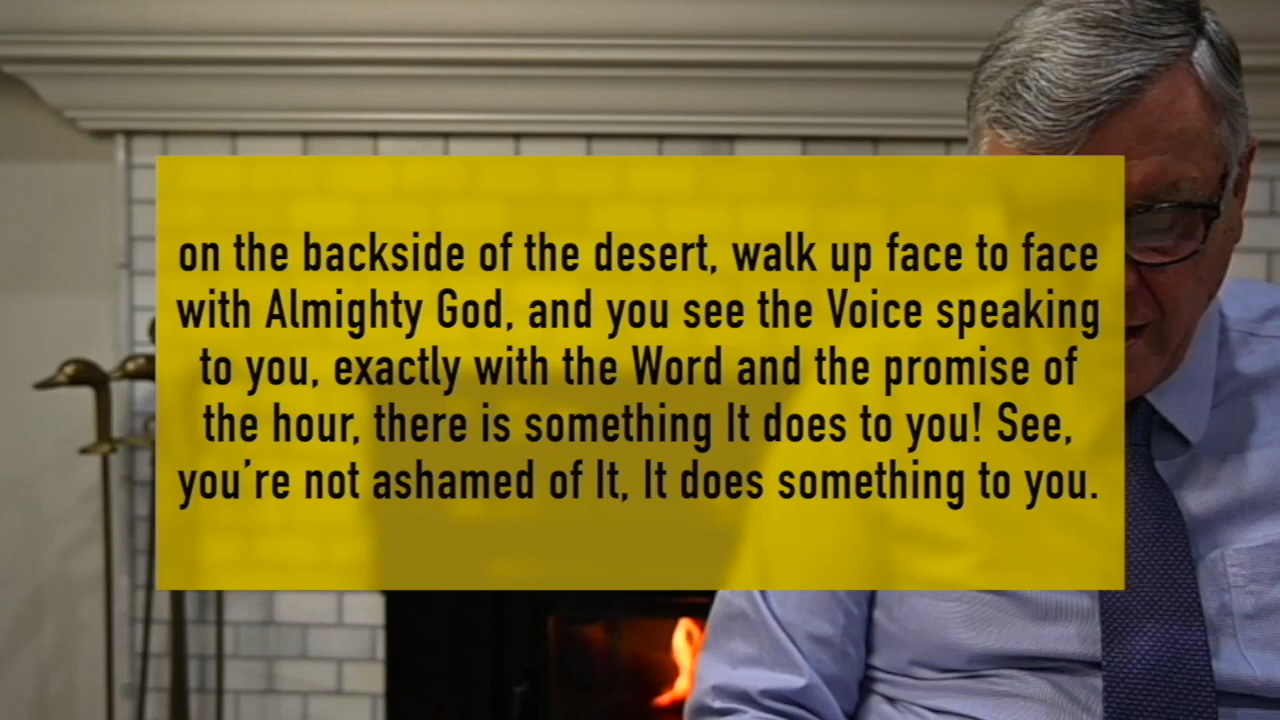 on the backside of the desert, walk up face to face
with Almighty God, and you see the Voice speaking
to you, exactly with the Word and the promise of
the hour, there is something It does to you! See,
you're not ashamed of It, It does something to you.